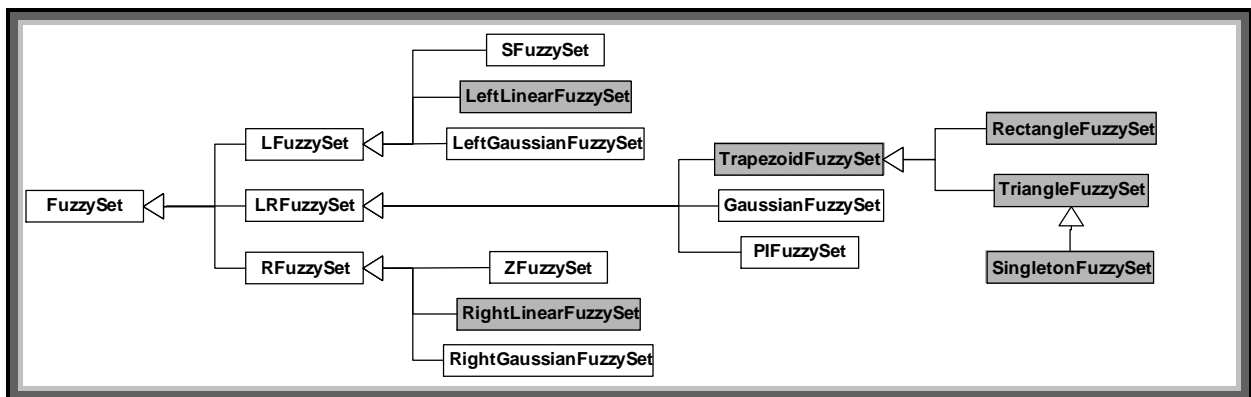 SFuzzySet
LeftLinearFuzzySet
LFuzzySet
LeftGaussianFuzzySet
FuzzySet
LRFuzzySet
TrapezoidFuzzySet
GaussianFuzzySet
PIFuzzySet
RectangleFuzzySet
TriangleFuzzySet
SingletonFuzzySet
RFuzzySet
ZFuzzySet
RightLinearFuzzySet
RightGaussianFuzzySet